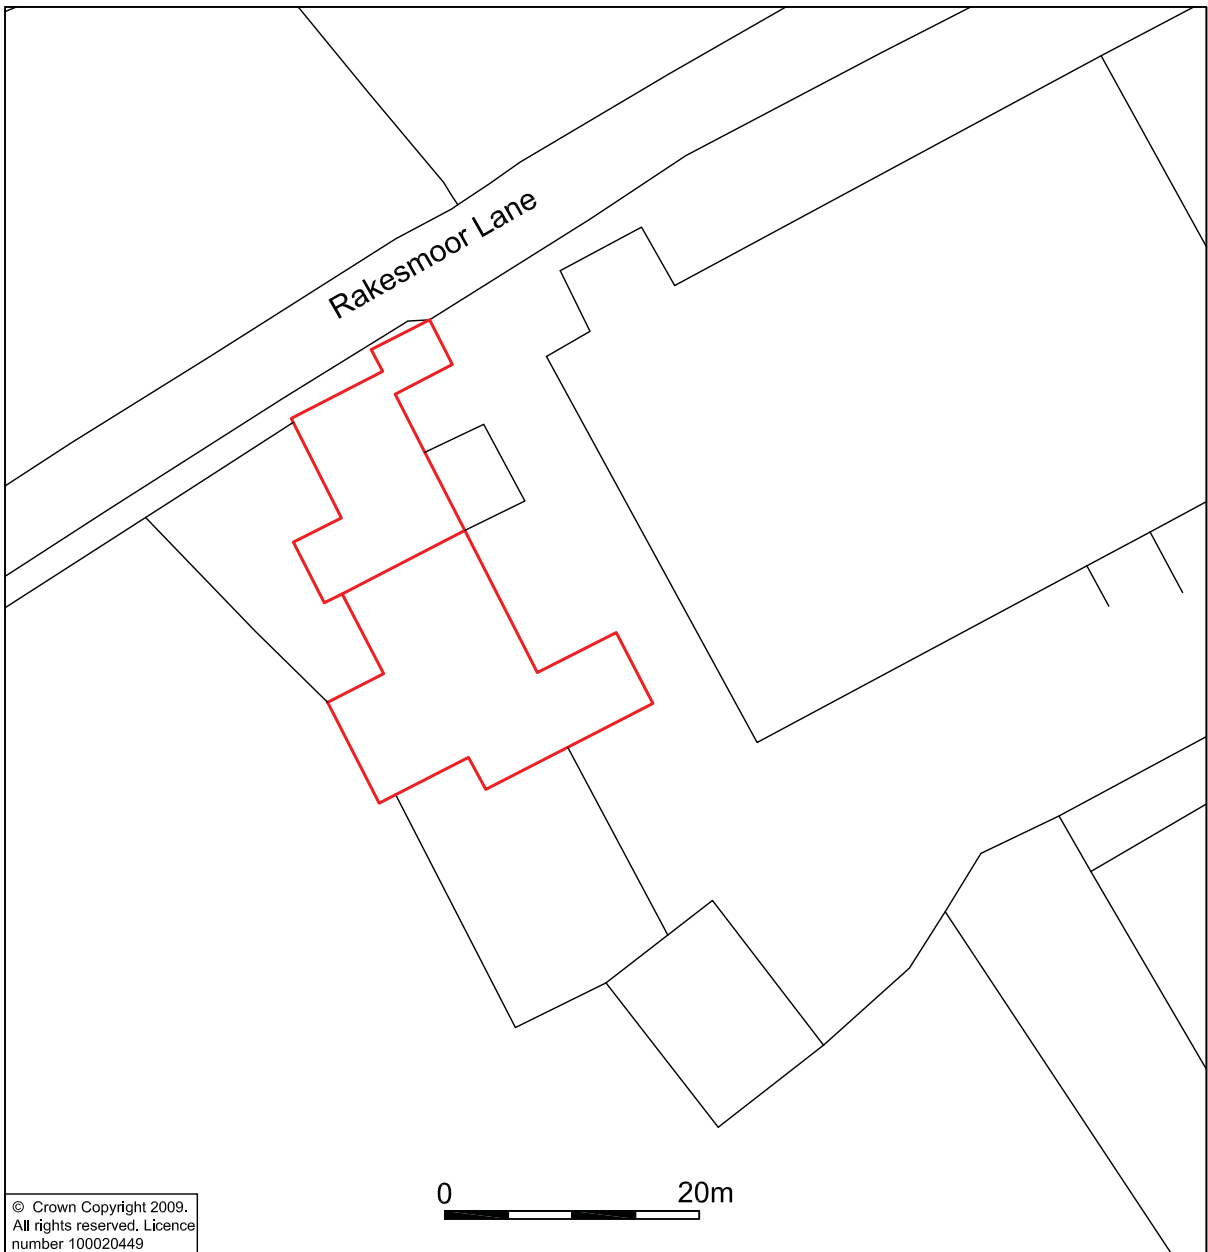 Rakesmoor Lane
0 20m
© Crown Copyright 2009.
All rights reserved. Licence
number 100020449